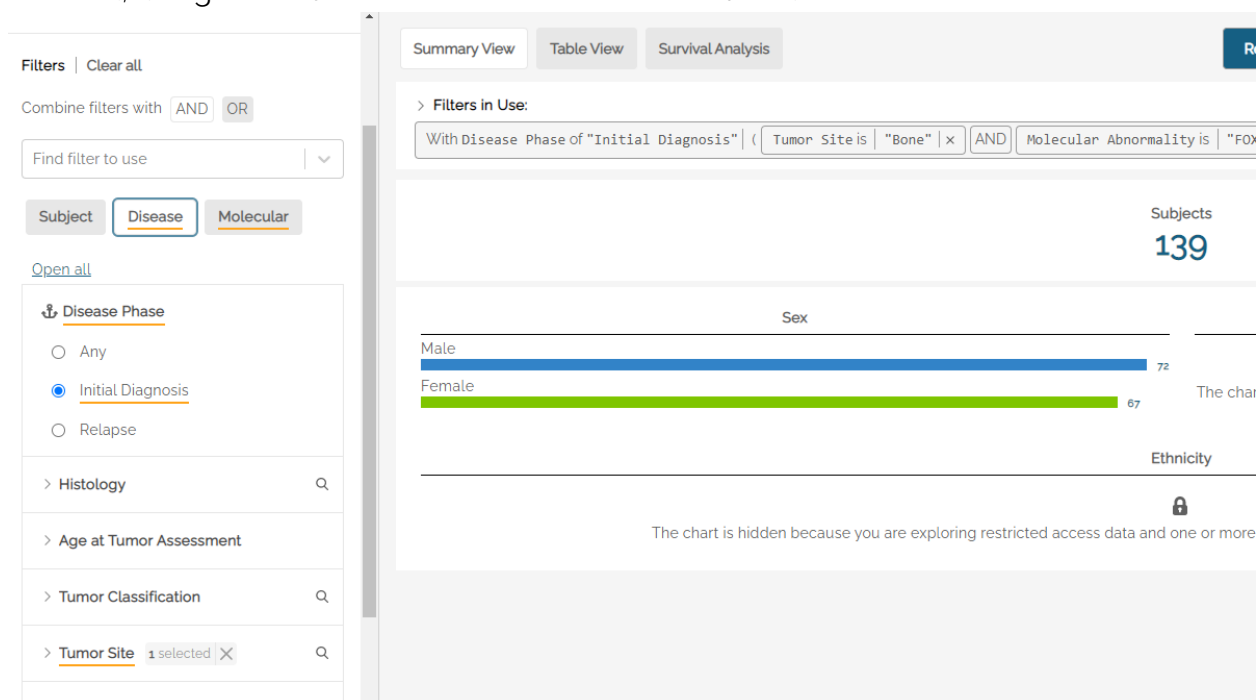 Filters | Clear all
Combine filters with AND OR
Find filter to use
Subject Disease Molecular
Open all
Disease Phase
Any
Initial Diagnosis
Relapse
Histology
Age at Tumor Assessment
Tumor Classification
Tumor Site 1 selected
Summary View Table View Survival Analysis
Filters in Use:
With Disease Phase of "Initial Diagnosis" ( Tumor Site is "Bone" × AND Molecular Abnormality is
Subjects
139
Sex
Male
72
Female
67
The
Ethnicity
The chart is hidden because you are exploring restricted access data and one or more